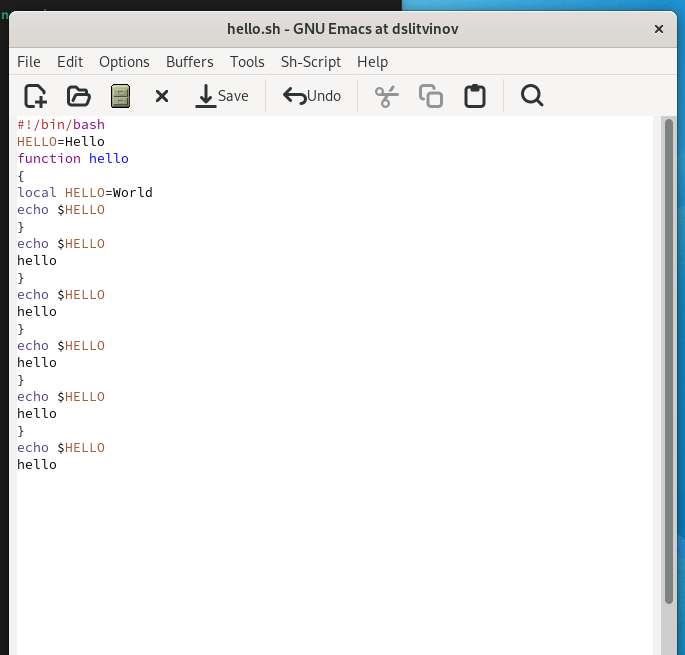 hello.sh - GNU Emacs at dslitvinov
File Edit Options Buffers Tools Sh-Script Help
Save Undo
#!/bin/bash
HELLO=Hello
function hello
{
local HELLO=World
echo $HELLO
}
echo $HELLO
hello
}
echo $HELLO
hello
}
echo $HELLO
hello
}
echo $HELLO
hello
}
echo $HELLO
hello